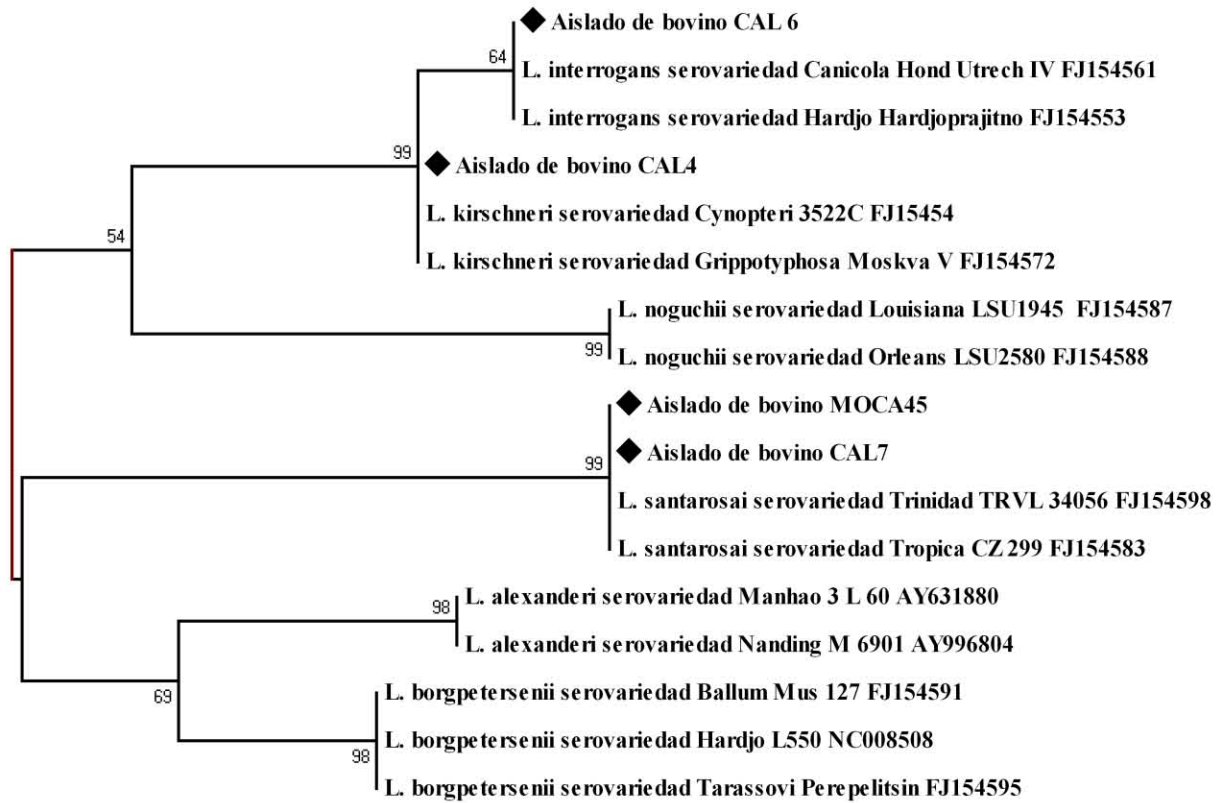 Aislado de bovino CAL 6
64
L. interrogans serovariedad Canicola Hond Utrech IV FJ154561
L. interrogans serovariedad Hardjo Hardjoprajitno FJ154553
99
Aislado de bovino CAL4
L. kirschneri serovariedad Cynopteri 3522C FJ15454
54
L. kirschneri serovariedad Grippotyphosa Moskva V FJ154572
L. noguchii serovariedad Louisiana LSU1945 FJ154587
99
L. noguchii serovariedad Orleans LSU2580 FJ154588
Aislado de bovino MOCA45
Aislado de bovino CAL7
99
L. santarosai serovariedad Trinidad TRVL 34056 FJ154598
L. santarosai serovariedad Tropica CZ 299 FJ154583
L. alexanderi serovariedad Manhao 3 L 60 AY631880
98
L. alexanderi serovariedad Nanding M 6901 AY996804
69
L. borgpetersenii serovariedad Ballum Mus 127 FJ154591
L. borgpetersenii serovariedad Hardjo L550 NC008508
98
L. borgpetersenii serovariedad Tarassovi Perepelitsin FJ154595